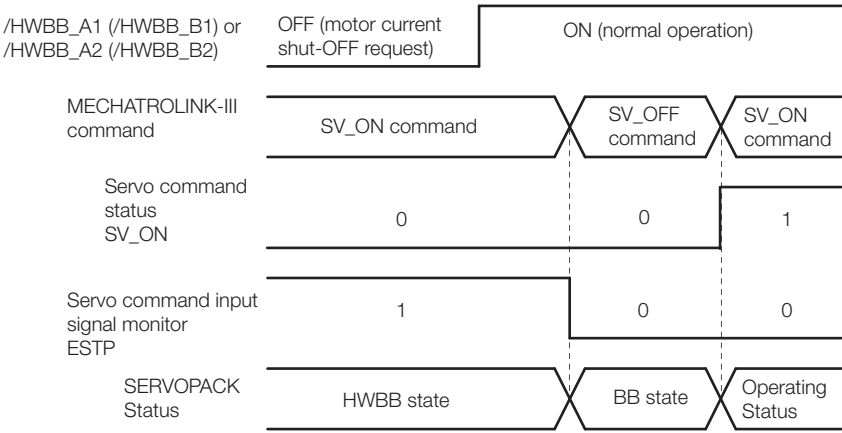 /HWBB_A1 (/HWBB_B1) or
/HWBB_A2 (/HWBB_B2)
OFF (motor current
shut-OFF request)
ON (normal operation)
MECHATROLINK-III
command
SV_ON command
SV_OFF
command
SV_ON
command
Servo command
status
SV_ON
0
0
1
Servo command input
signal monitor
ESTP
1
0
0
SERVOPACK
Status
HWBB state
BB state
Operating
Status